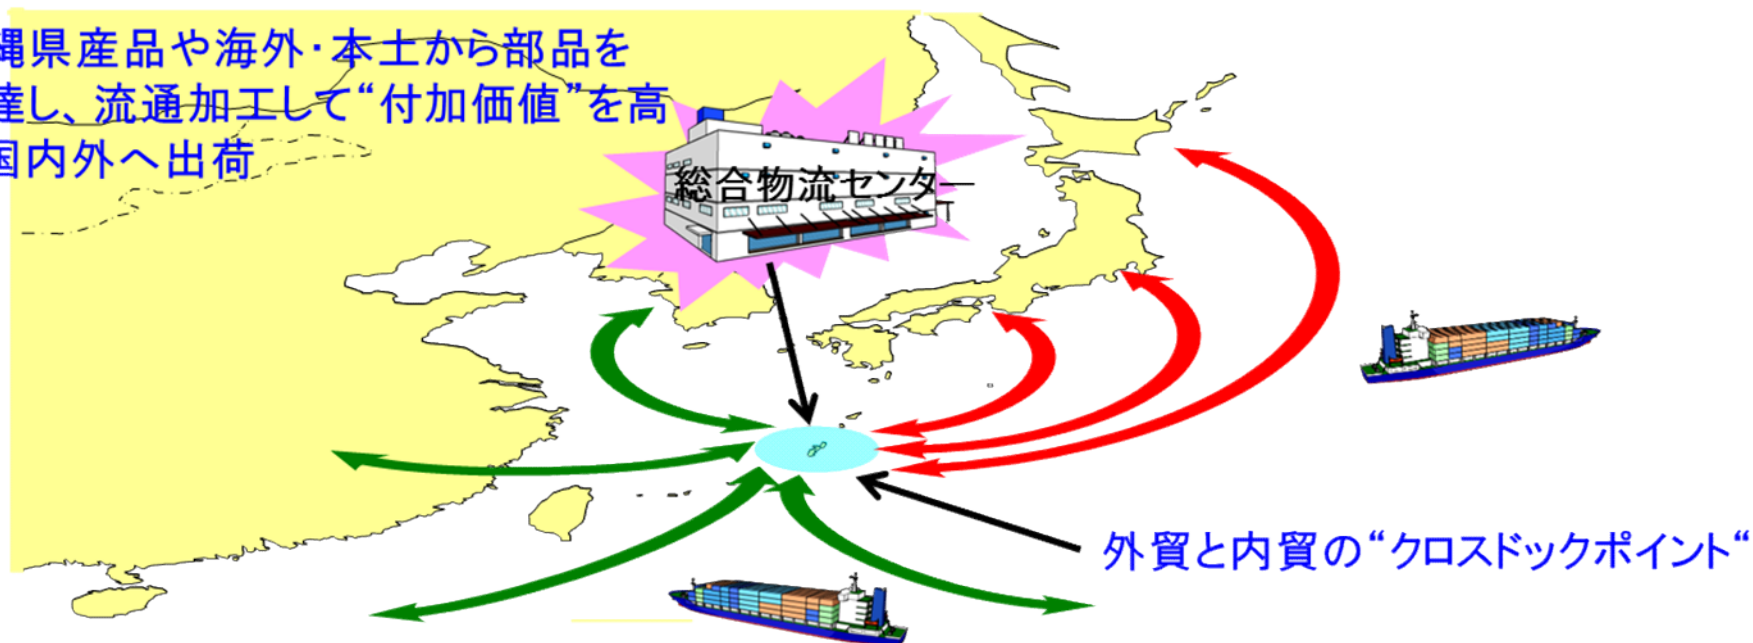 縄県産品や海外・本土から部品を
達し、流通加工して“付加価値”を高
国内外へ出荷
総合物流センター
外貿と内貿の“クロスドックポイント“